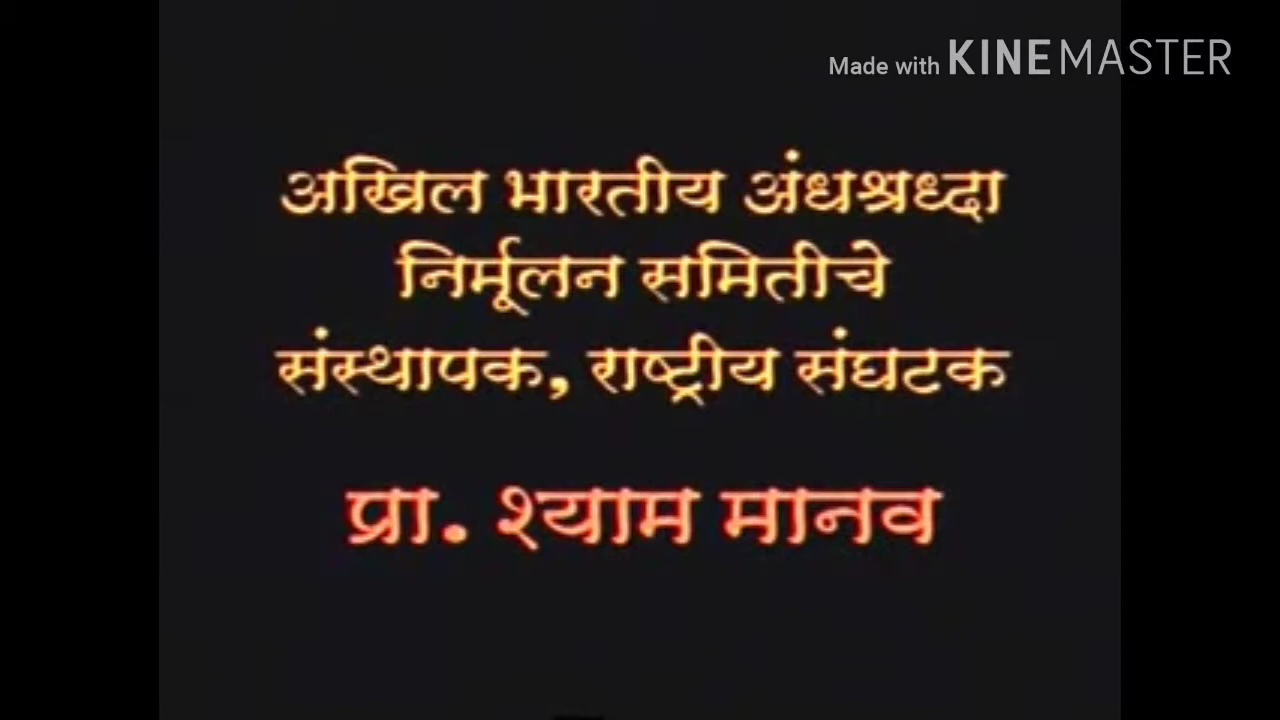 Made with KINEMASTER
अखिल भारतीय अंधश्रध्दा
निर्मूलन समितीचे
संस्थापक, राष्ट्रीय संघटक
प्रा. श्याम मानव